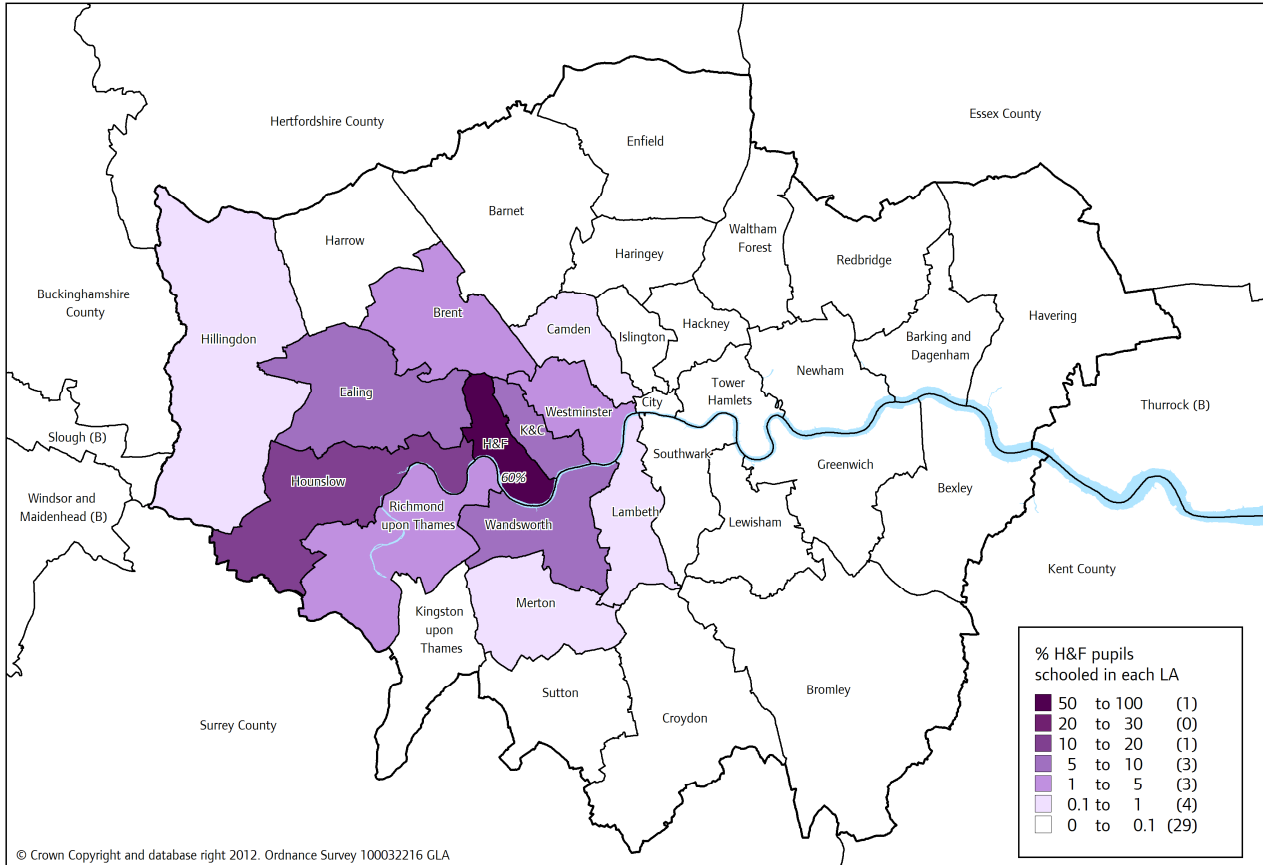 Hertfordshire County
Essex County
Enfield
Barnet
Harrow
Haringey
Waltham
Forest
Redbridge
Buckinghamshire
County
Hillingdon
Brent
Camden
Islington
Hackney
Barking and
Dagenham
Havering
Ealing
Newham
Tower
Hamlets
Westminster
City
Thurrock (B)
K&C
H&F
Slough (B)
Southwark
60%
Greenwich
Hounslow
Bexley
Windsor and
Maidenhead (B)
Richmond
upon Thames
Wandsworth
Lambeth
Lewisham
Kent County
Merton
Kingston
upon
Thames
Sutton
Croydon
Bromley
Surrey County
% H&F pupils
schooled in each LA
50 to 100 (1)
20 to 30 (0)
10 to 20 (1)
5 to 10 (3)
1 to 5 (3)
0.1 to 1 (4)
0 to 0.1 (29)
© Crown Copyright and database right 2012. Ordnance Survey 100032216 GLA